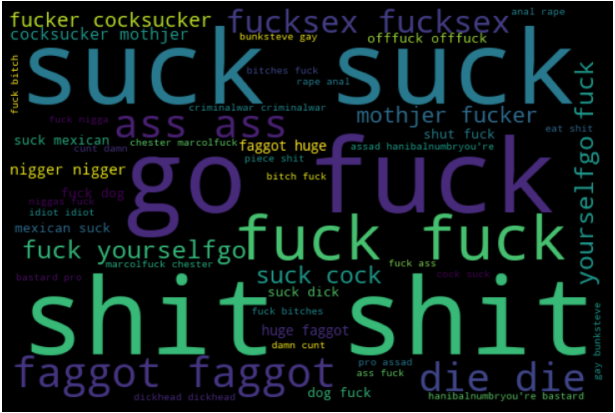 fucker cocksucker
fucksex fucksex
anal rape
cocksucker mothjer
bunksteve gay
offfuck offfuck
suck suck
fuck bitch
bitches fuck
rape anal
criminalwar criminalwar
mothjer fucker
yourselfgo fuck
fuck nigga
ass ass
shut fuck
eat shit
suck mexican
cunt damn
chester marcolfuck
faggot huge
assad hanibalnumbryou're
piece shit
nigger nigger
bitch fuck
go fuck
fuck dog
niggas fuck
idiot idiot
mexican suck
fuck fuck
fuck yourselfgo
marcolfuck chester
fuck ass
bastard pro
suck cock
cock suck
shit shit
suck dick
fuck bitches
huge faggot
damn cunt
gay bunksteve
faggot faggot
pro assad
ass fuck
die die
dog fuck
dickhead dickhead
hanibalnumbryou're bastard